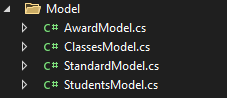 Model
C# AwardModel.cs
C# ClassesModel.cs
C# StandardModel.cs
C# StudentsModel.cs